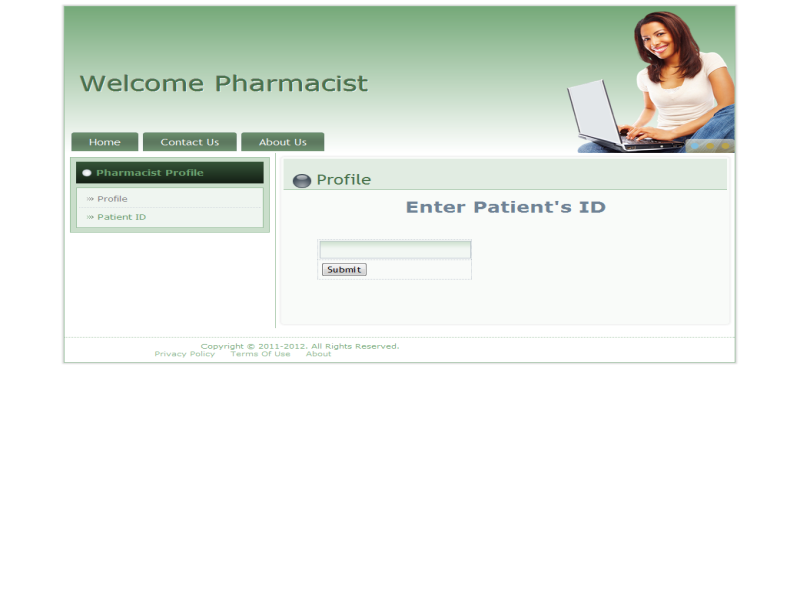 Welcome Pharmacist
Home Contact Us About Us
Pharmacist Profile
Profile
Patient ID
Profile
Enter Patient's ID
Submit
Copyright © 2011-2012. All Rights Reserved.
Privacy Policy Terms Of Use About